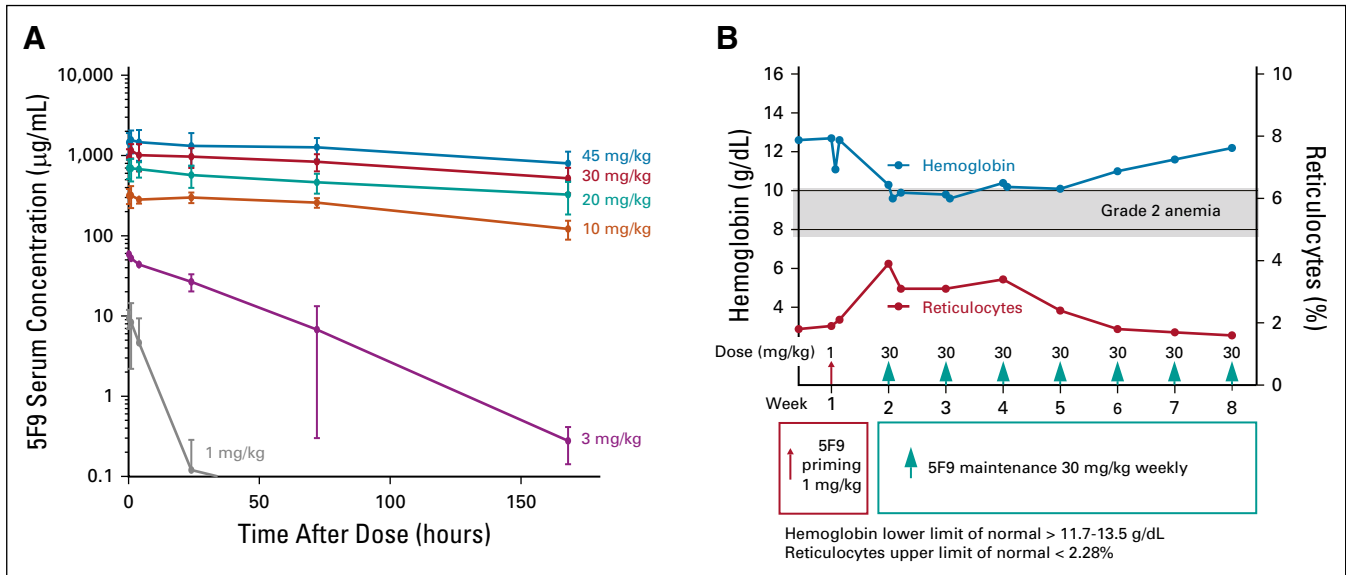 A
5F9 Serum Concentration (µg/mL)
10,000
1,000
100
10
1
0.1
45 mg/kg
30 mg/kg
20 mg/kg
10 mg/kg
3 mg/kg
1 mg/kg
0
50
100
150
Time After Dose (hours)
B
Hemoglobin (g/dL)
16
14
12
10
8
6
4
Hemoglobin
Grade 2 anemia
Reticulocytes
10
8
6
4
2
0
Reticulocytes (%)
Dose (mg/kg) 1 30 30 30 30 30 30 30
Week 1 2 3 4 5 6 7 8
5F9
priming
1 mg/kg
5F9 maintenance 30 mg/kg weekly
Hemoglobin lower limit of normal > 11.7-13.5 g/dL
Reticulocytes upper limit of normal < 2.28%